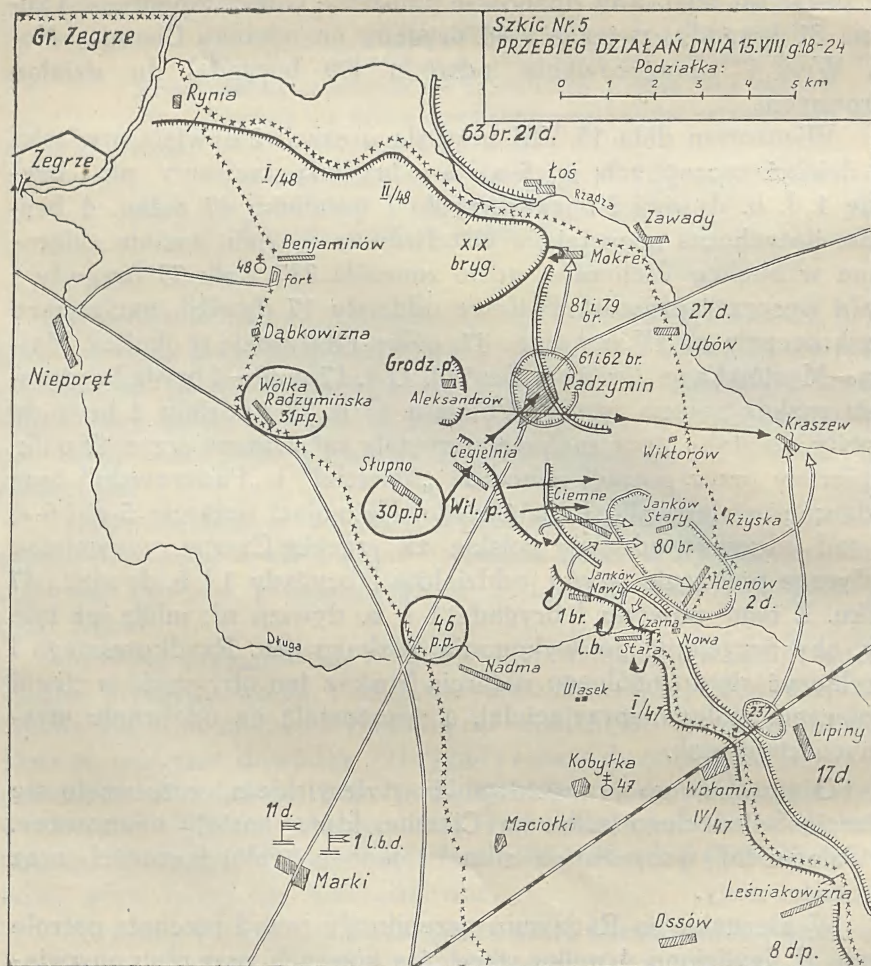 Gr. Zegrze
Szkic Nr.5
PRZEBIEG DZIAŁAŃ DNIA 15.VIII g.18-24
Podziałka:
0 1 2 3 4 5 km
Rynia
63 br. 21 d.
Zegrze
I/48
II/48
Łoś
Rządza
Zawady
XIX
bryg.
Mokre
Benjaminów
48
fort
81 i 79
br.
27 d.
Dybów
Dąbkowizna
Nieporęt
Grodz. p.
Aleksandrów
61 i 62 br.
Radzymin
Wólka
Radzymińska
31 p.p.
Kraszew
Cegielnia
Wiktorów
Słupno
30 p.p.
Wil. p.
Ciemne
Janków
Stary
Rżyska
80 br.
Janków
Nowy
Helenów
2 d.
1 br.
Czarna
46
p.p.
l.b.
Stara
Nowa
Długa
Nadma
Ulasek
I/47
237
Lipiny
Kobyłka
47
Wołomin
17 d.
IV/47
11 d.
1 l.b.d.
Maciołki
Marki
Leśniakowizna
Ossów
8 d.p.